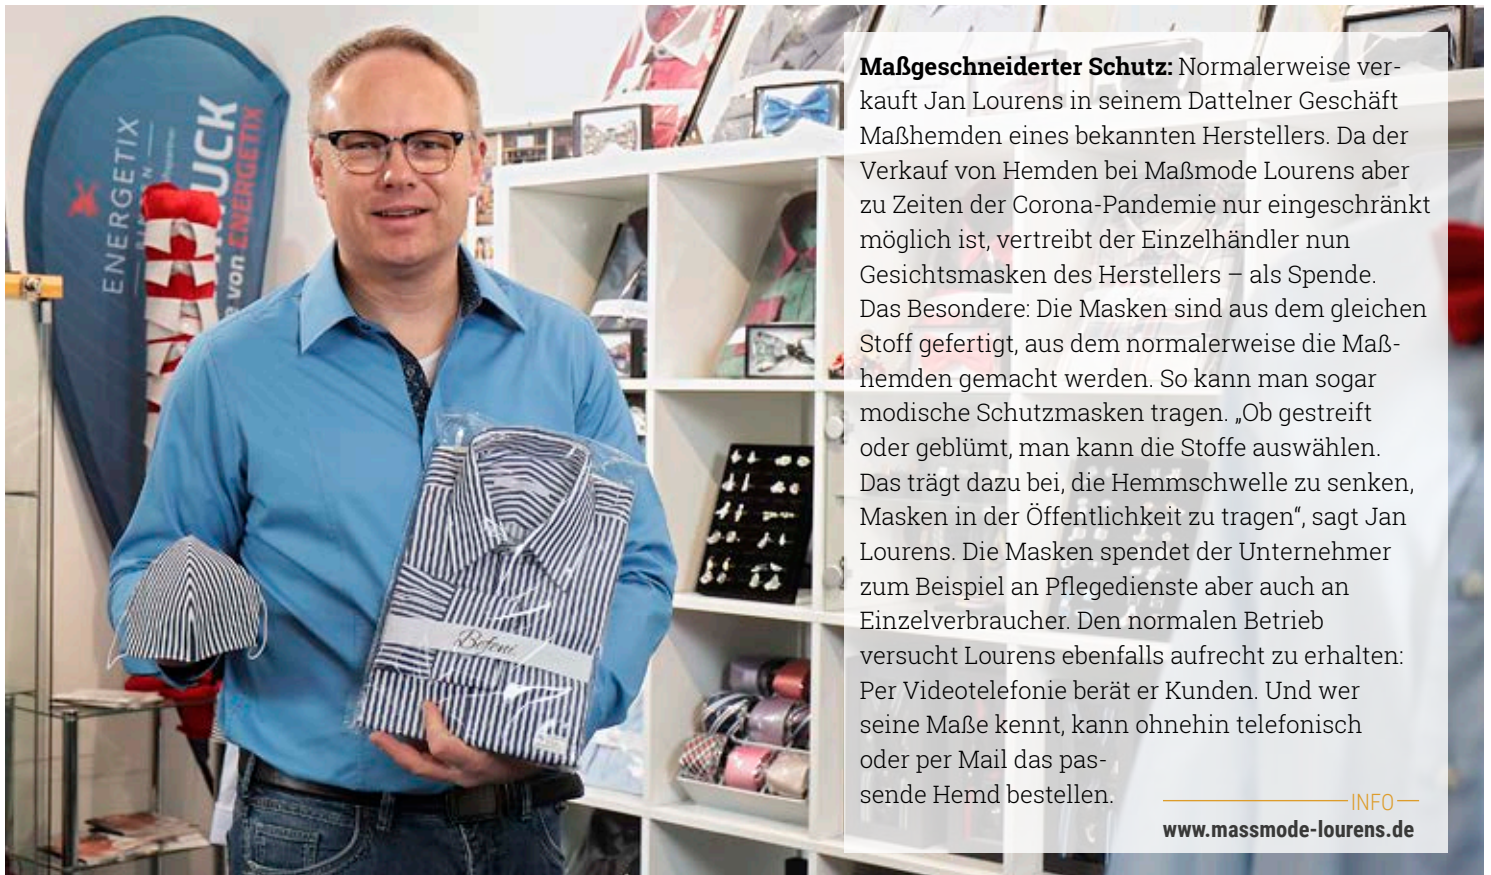 ENERGETIX
von ENERGETIX
Befeni
Maßgeschneiderter Schutz: Normalerweise ver-
kauft Jan Lourens in seinem Dattelner Geschäft
Maßhemden eines bekannten Herstellers. Da der
Verkauf von Hemden bei Maßmode Lourens aber
zu Zeiten der Corona-Pandemie nur eingeschränkt
möglich ist, vertreibt der Einzelhändler nun
Gesichtsmasken des Herstellers – als Spende.
Das Besondere: Die Masken sind aus dem gleichen
Stoff gefertigt, aus dem normalerweise die Maß-
hemden gemacht werden. So kann man sogar
modische Schutzmasken tragen. „Ob gestreift
oder geblümt, man kann die Stoffe auswählen.
Das trägt dazu bei, die Hemmschwelle zu senken,
Masken in der Öffentlichkeit zu tragen“, sagt Jan
Lourens. Die Masken spendet der Unternehmer
zum Beispiel an Pflegedienste aber auch an
Einzelverbraucher. Den normalen Betrieb
versucht Lourens ebenfalls aufrecht zu erhalten:
Per Videotelefonie berät er Kunden. Und wer
seine Maße kennt, kann ohnehin telefonisch
oder per Mail das pas-
sende Hemd bestellen.
INFO
www.massmode-lourens.de